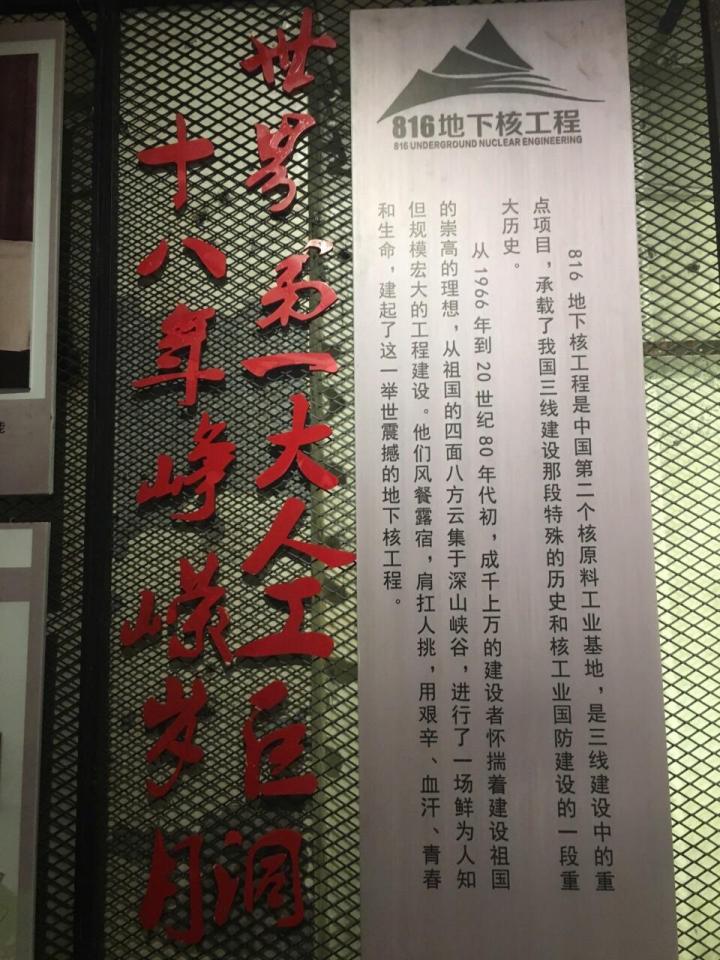 816地下核工程
816 UNDERGROUND NUCLEAR ENGINEERING
816 地下核工程是中国第二个核原料工业基地，是三线建设中的重
点项目，承载了我国三线建设那段特殊的历史和核工业国防建设的一段重
大历史。
从 1966 年到 20 世纪 80 年代初，成千上万的建设者怀揣着建设祖国
的崇高的理想，从祖国的四面八方云集于深山峡谷，进行了一场鲜为人知
但规模宏大的工程建设。他们风餐露宿，肩扛人挑，用艰辛、血汗、青春
和生命，建起了这一举世震撼的地下核工程。
世界第一大人工巨洞
十八年峥嵘岁月